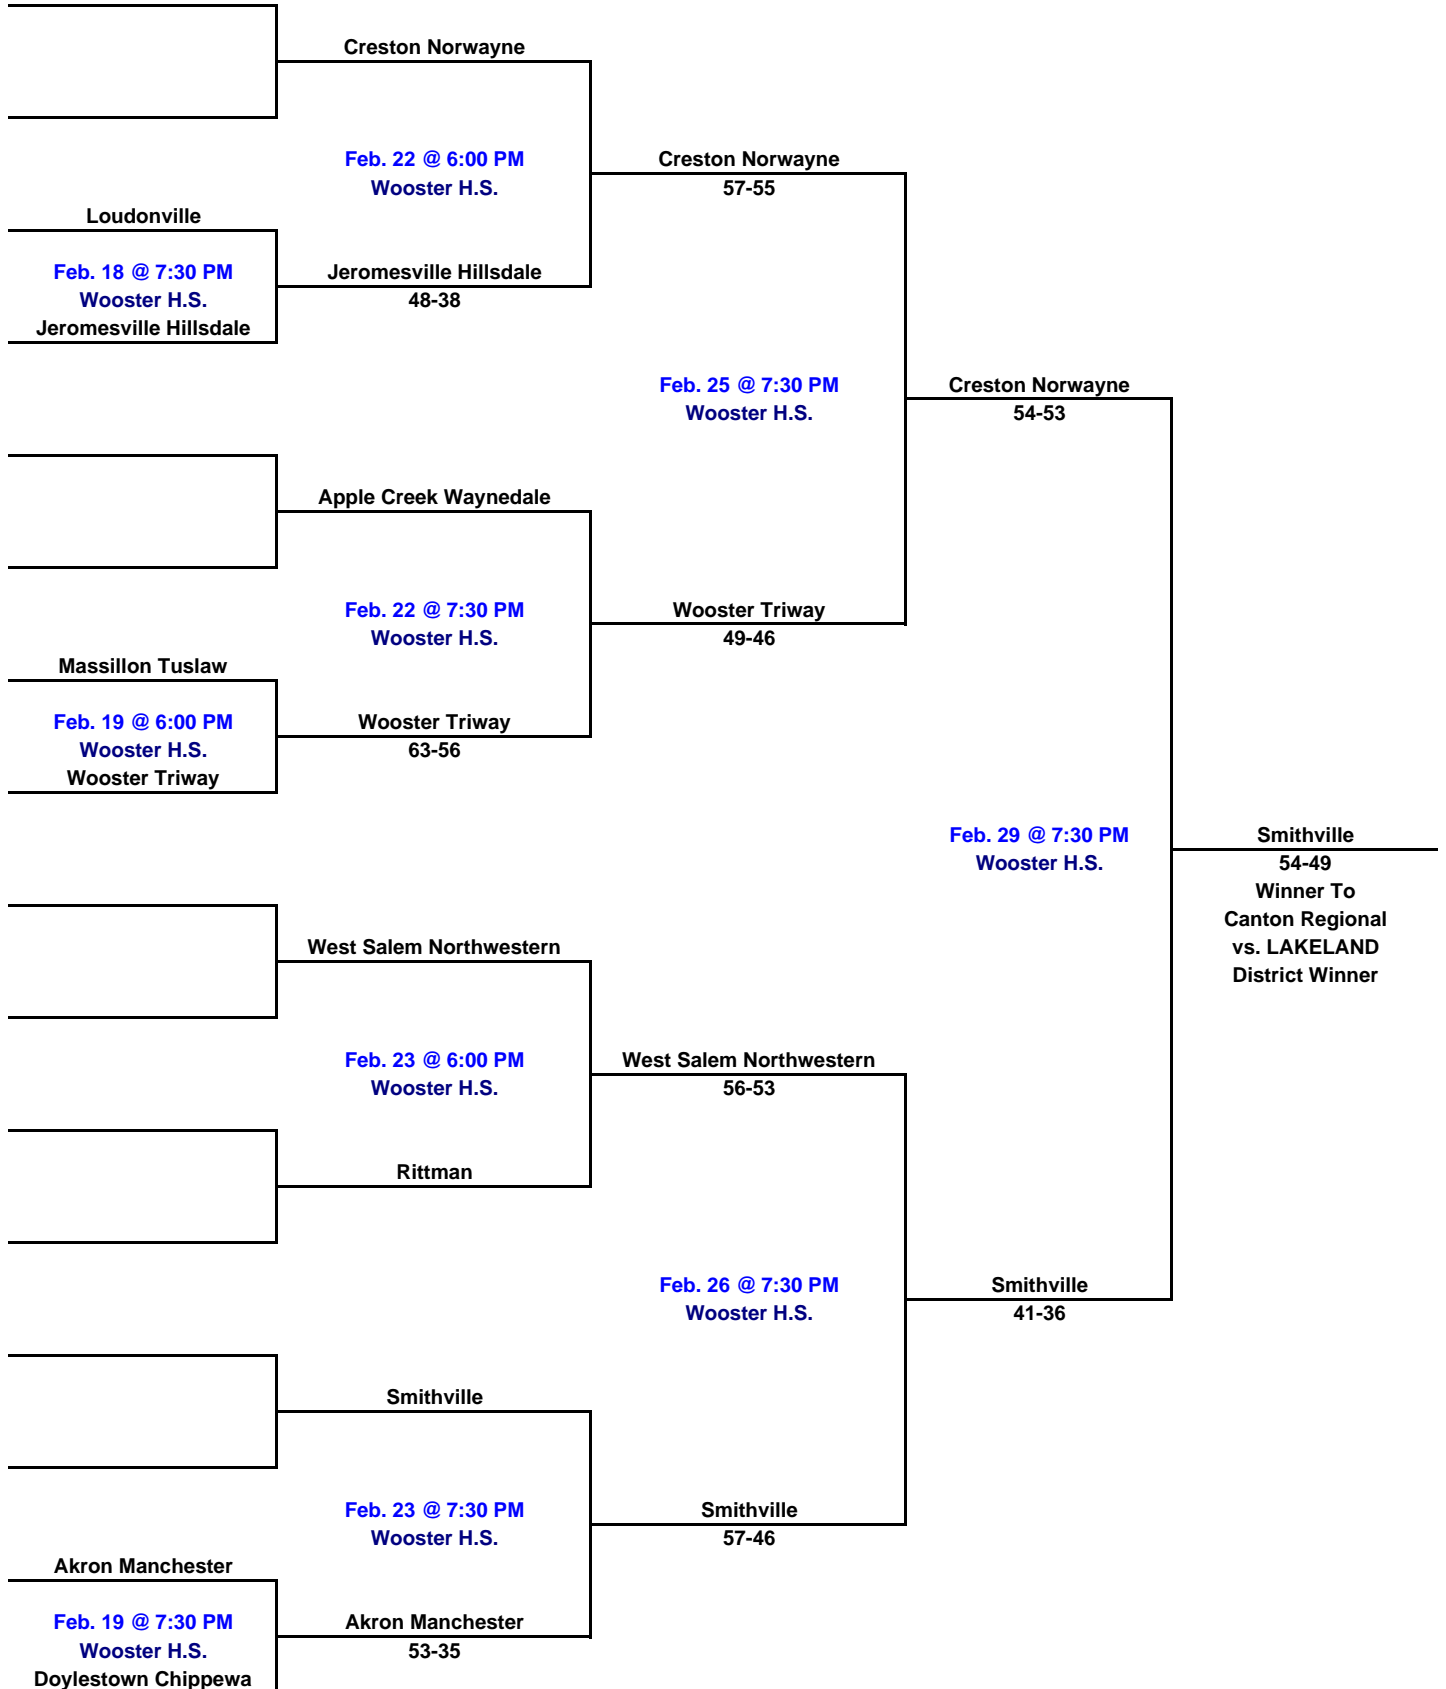 Creston Norwayne
Feb. 22 @ 6:00 PM
Wooster H.S.
Creston Norwayne
57-55
Loudonville
Feb. 18 @ 7:30 PM
Wooster H.S.
Jeromesville Hillsdale
Jeromesville Hillsdale
48-38
Feb. 25 @ 7:30 PM
Wooster H.S.
Creston Norwayne
54-53
Apple Creek Waynedale
Feb. 22 @ 7:30 PM
Wooster H.S.
Wooster Triway
49-46
Massillon Tuslaw
Feb. 19 @ 6:00 PM
Wooster H.S.
Wooster Triway
Wooster Triway
63-56
Feb. 29 @ 7:30 PM
Wooster H.S.
Smithville
54-49
Winner To
Canton Regional
vs. LAKELAND
District Winner
West Salem Northwestern
Feb. 23 @ 6:00 PM
Wooster H.S.
West Salem Northwestern
56-53
Rittman
Feb. 26 @ 7:30 PM
Wooster H.S.
Smithville
41-36
Smithville
Feb. 23 @ 7:30 PM
Wooster H.S.
Smithville
57-46
Akron Manchester
Feb. 19 @ 7:30 PM
Wooster H.S.
Doylestown Chippewa
Akron Manchester
53-35